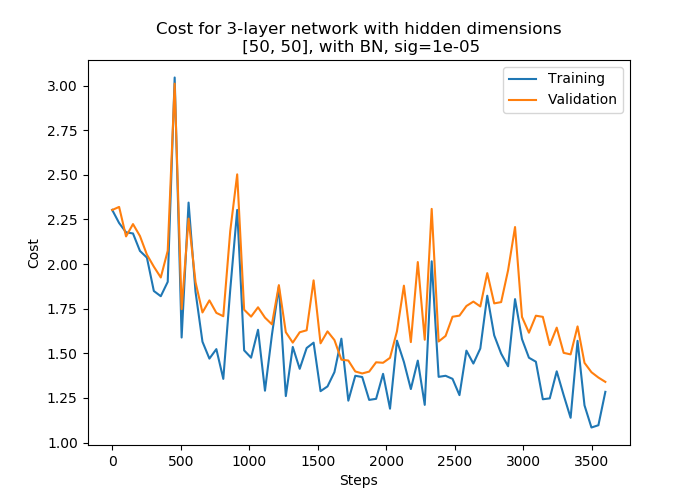 Cost for 3-layer network with hidden dimensions
[50, 50], with BN, sig=1e-05
Training
Validation
3.00
2.75
2.50
2.25
2.00
1.75
1.50
1.25
1.00
Cost
0
500
1000
1500
2000
2500
3000
3500
Steps